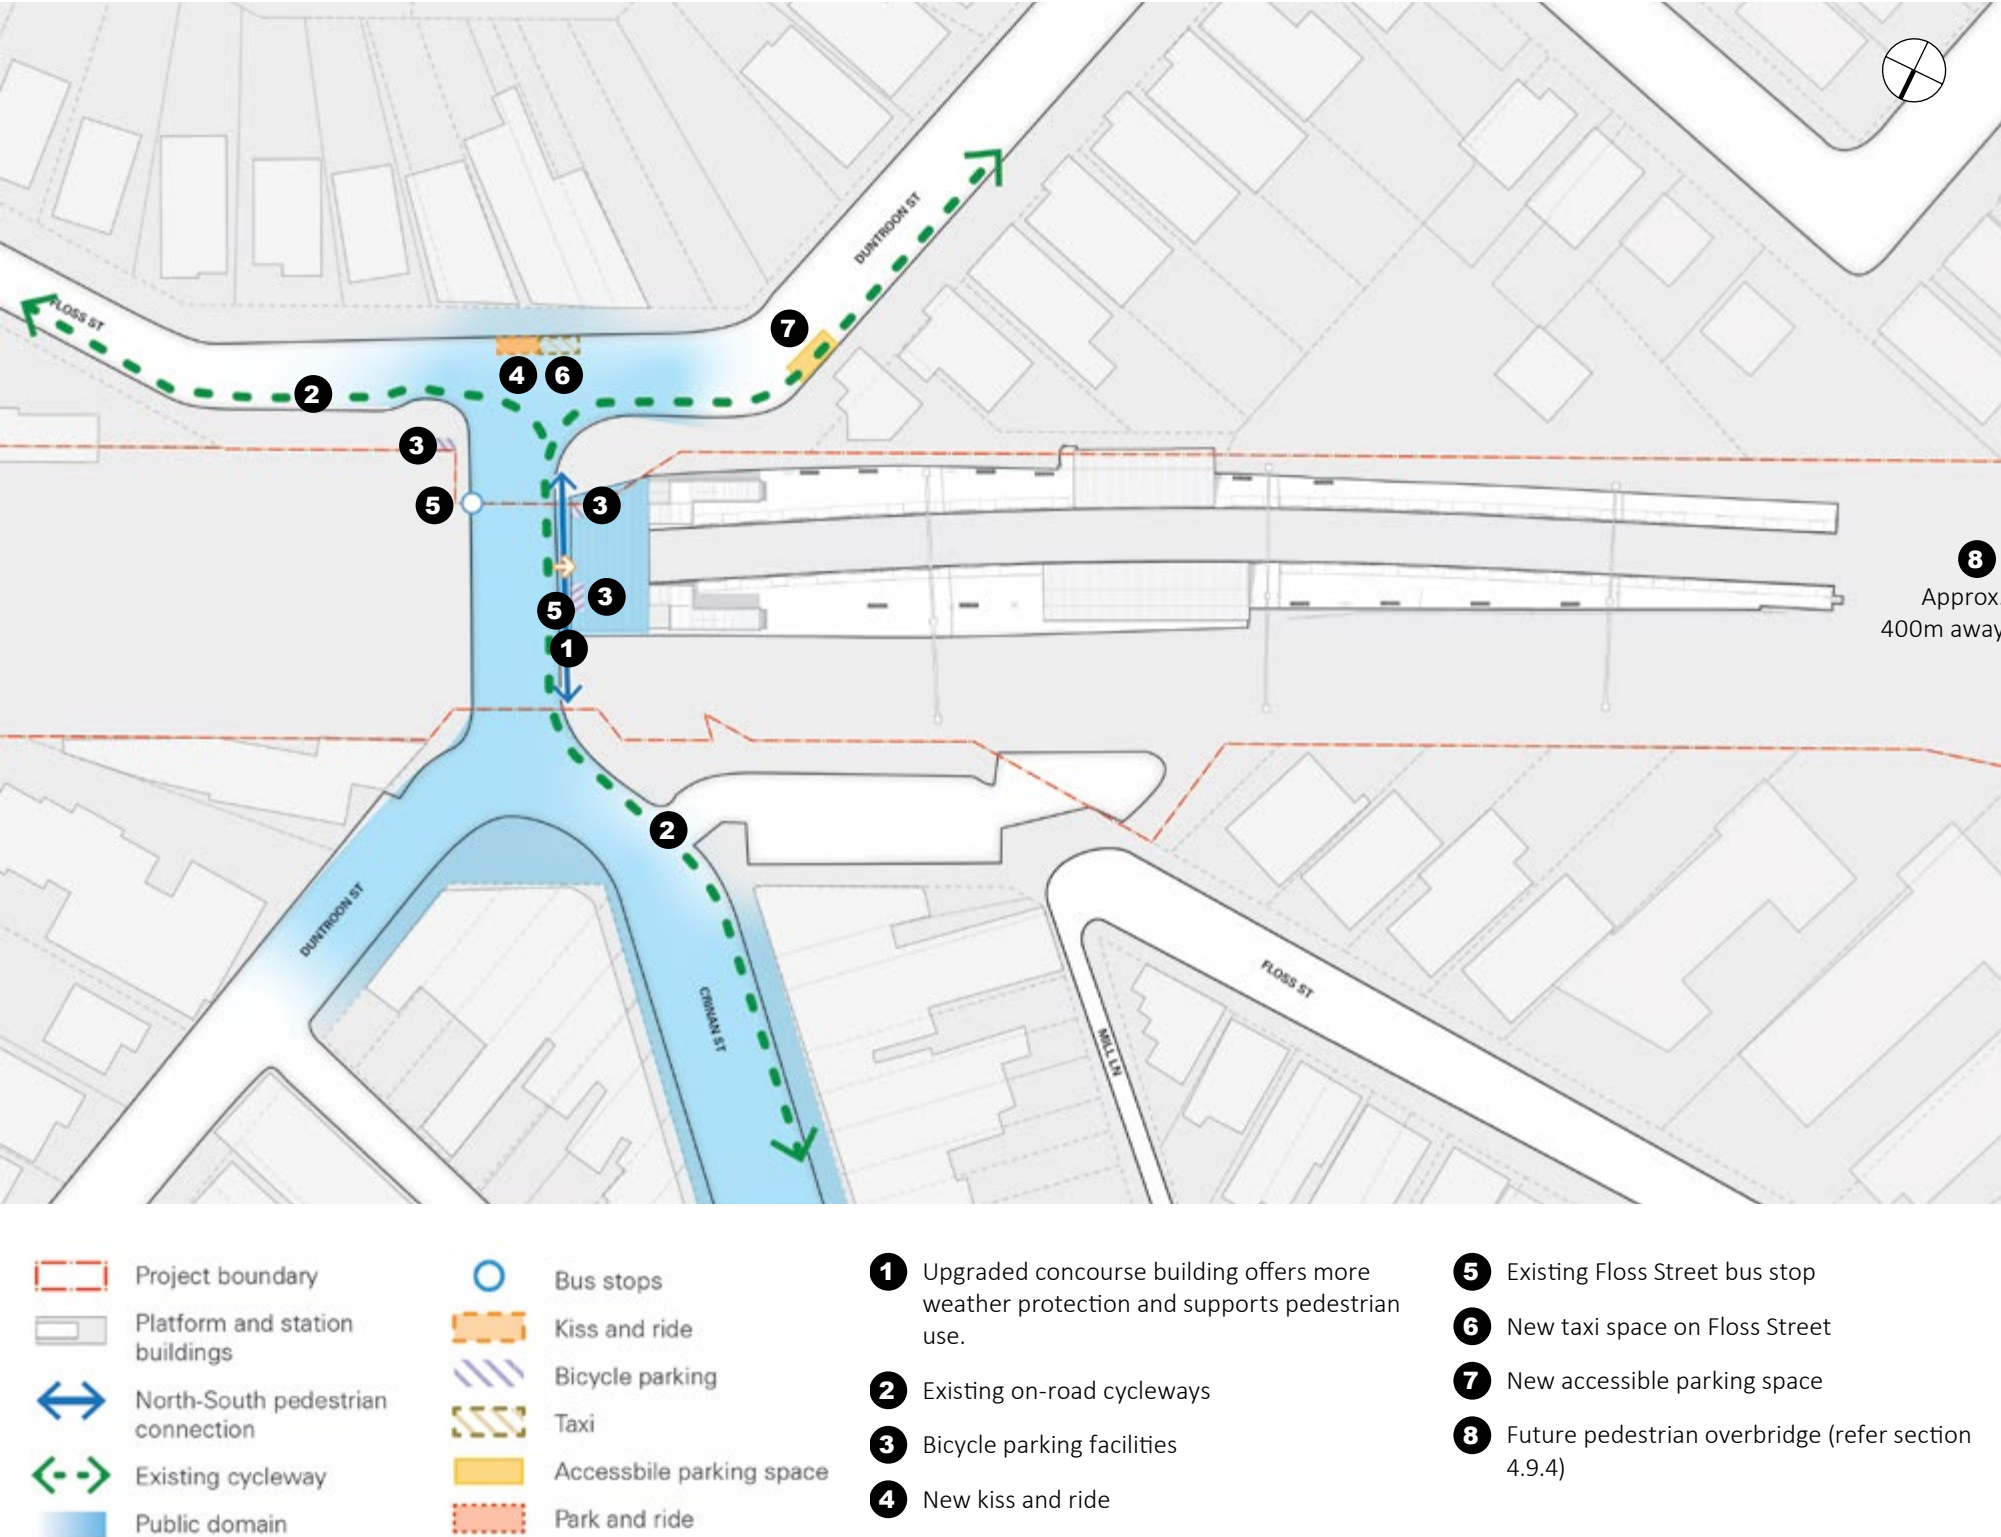 DUNTROON ST
7
FLOSS ST
4
6
2
3
5
3
8
Approx.
400m away
3
5
1
2
DUNTROON ST
CRINAN ST
FLOSS ST
MILL LN
Project boundary
Platform and station
buildings
North-South pedestrian
connection
Existing cycleway
Public domain
Bus stops
Kiss and ride
Bicycle parking
Taxi
Accessbile parking space
Park and ride
1 Upgraded concourse building offers more
weather protection and supports pedestrian
use.
2 Existing on-road cycleways
3 Bicycle parking facilities
4 New kiss and ride
5 Existing Floss Street bus stop
6 New taxi space on Floss Street
7 New accessible parking space
8 Future pedestrian overbridge (refer section
4.9.4)